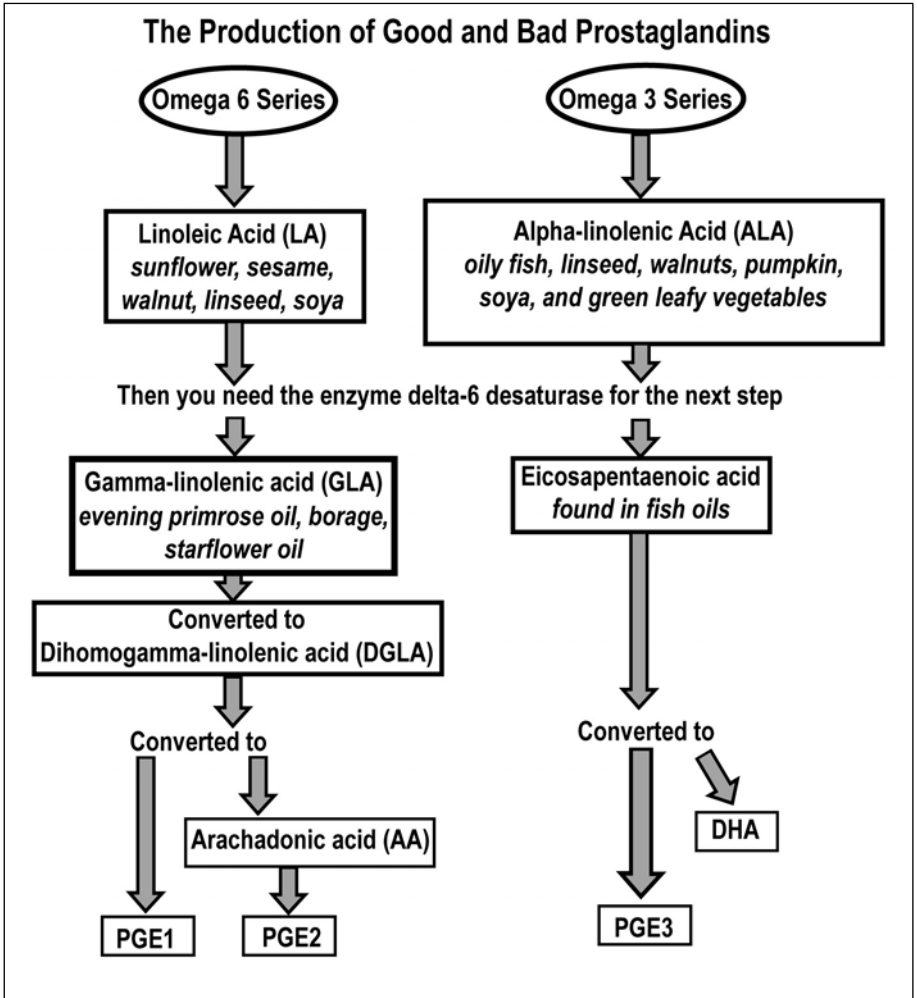 The Production of Good and Bad Prostaglandins
Omega 6 Series
Omega 3 Series
Linoleic Acid (LA)
sunflower, sesame,
walnut, linseed, soya
Alpha-linolenic Acid (ALA)
oily fish, linseed, walnuts, pumpkin,
soya, and green leafy vegetables
Then you need the enzyme delta-6 desaturase for the next step
Gamma-linolenic acid (GLA)
evening primrose oil, borage,
starflower oil
Eicosapentaenoic acid
found in fish oils
Converted to
Dihomogamma-linolenic acid (DGLA)
Converted to
Arachadonic acid (AA)
PGE1
PGE2
Converted to
DHA
PGE3